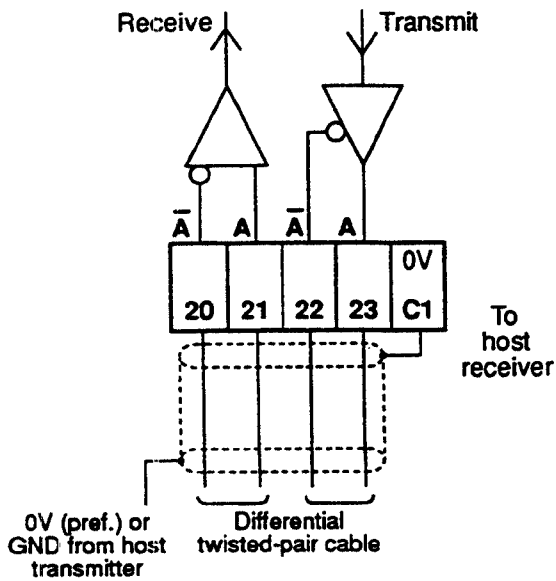 Receive
Transmit
A̅ A A̅ A
0V
20 21 22 23 C1
To
host
receiver
0V (pref.) or
GND from host
transmitter
Differential
twisted-pair cable